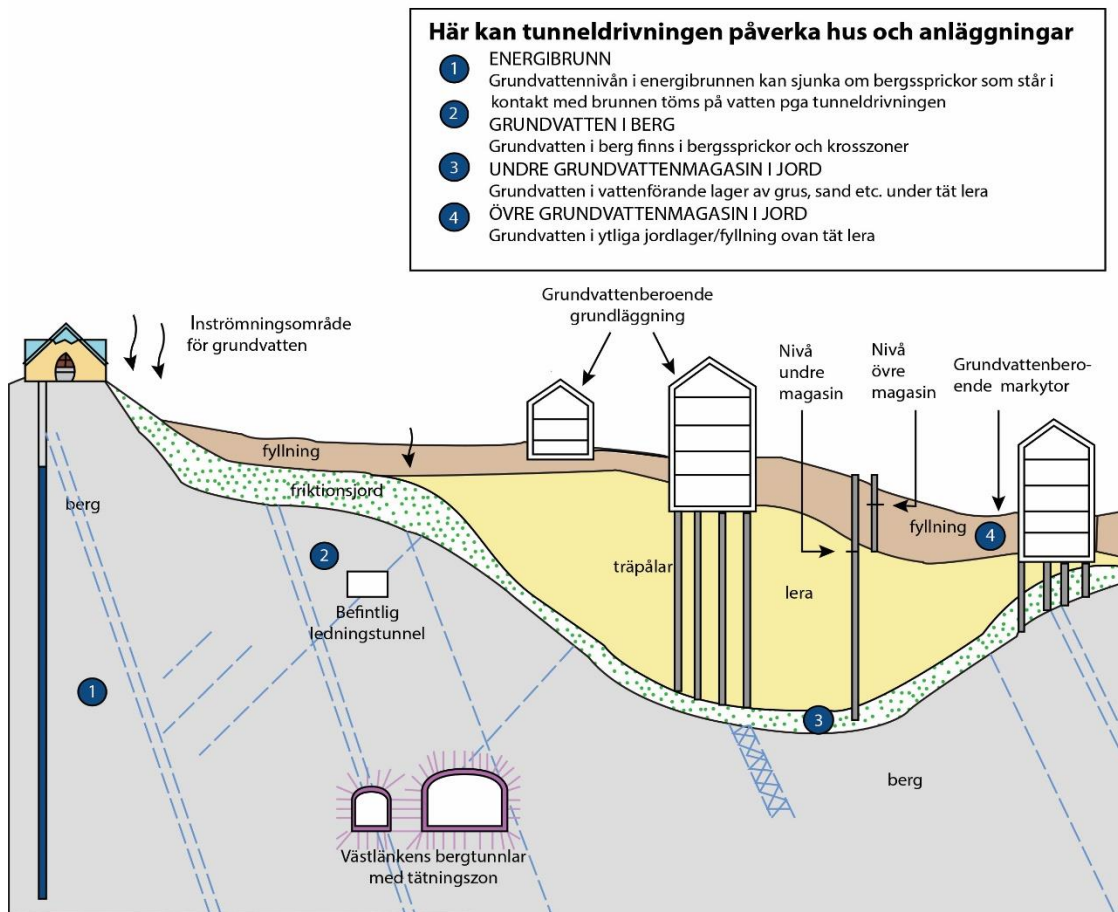 Här kan tunneldrivningen påverka hus och anläggningar
1 ENERGIBRUNN
Grundvattennivån i energibrunnen kan sjunka om bergssprickor som står i
kontakt med brunnen töms på vatten pga tunneldrivningen
2 GRUNDVATTEN I BERG
Grundvatten i berg finns i bergssprickor och krosszoner
3 UNDRE GRUNDVATTENMAGASIN I JORD
Grundvatten i vattenförande lager av grus, sand etc. under tät lera
4 ÖVRE GRUNDVATTENMAGASIN I JORD
Grundvatten i ytliga jordlager/fyllning ovan tät lera
Inströmningsområde
för grundvatten
Grundvattenberoende
grundläggning
Nivå
undre
magasin
Nivå
övre
magasin
Grundvattenbero-
ende markytor
fyllning
friktionsjord
berg
fyllning
4
2
träpålar
lera
Befintlig
ledningstunnel
1
3
berg
Västlänkens bergtunnlar
med tätningszon